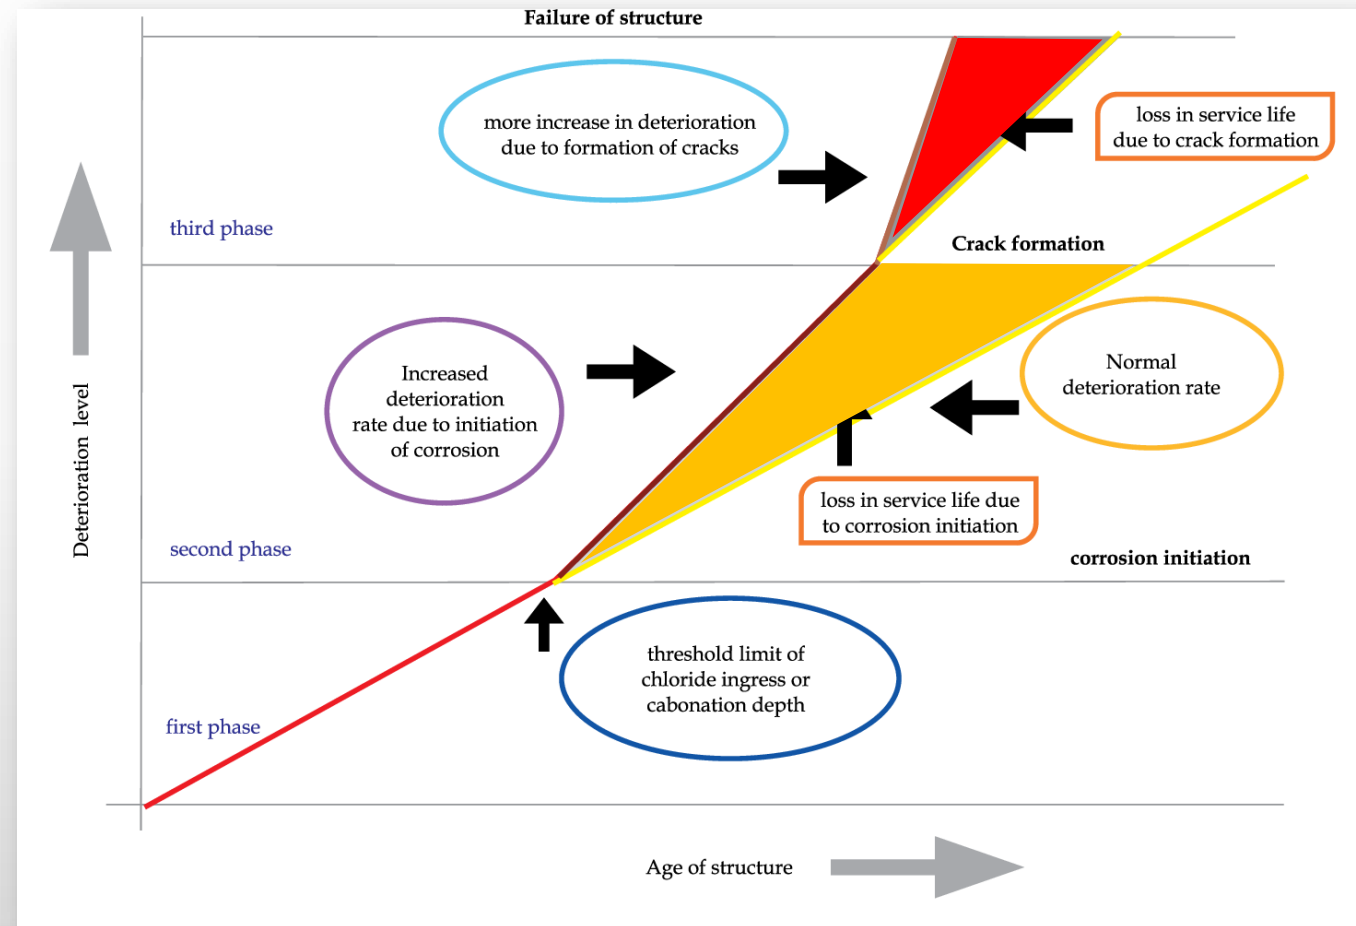 Failure of structure
more increase in deterioration
due to formation of cracks
loss in service life
due to crack formation
third phase
Crack formation
Increased
deterioration
rate due to initiation
of corrosion
Normal
deterioration rate
Deterioration level
loss in service life due
to corrosion initiation
second phase
corrosion initiation
threshold limit of
chloride ingress or
cabonation depth
first phase
Age of structure